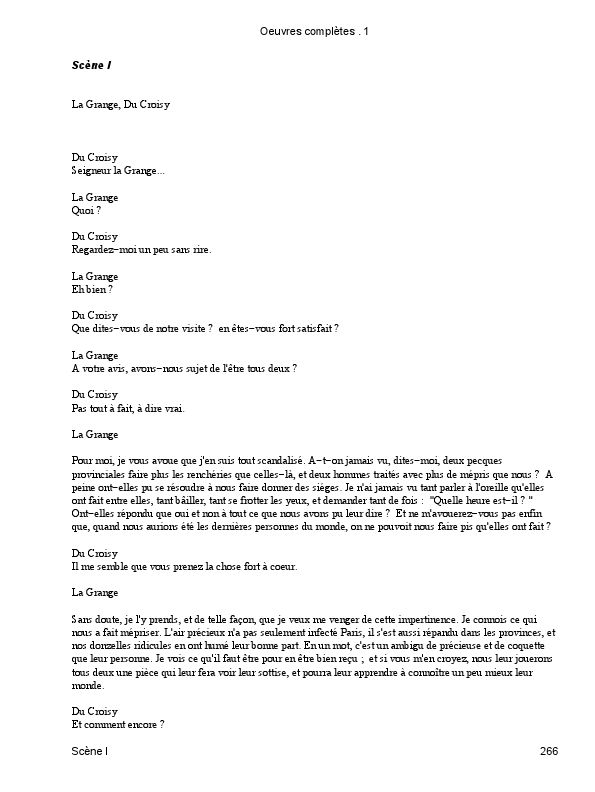 Oeuvres complètes . 1
Scène I
La Grange, Du Croisy
Du Croisy
Seigneur la Grange...
La Grange
Quoi ?
Du Croisy
Regardez−moi un peu sans rire.
La Grange
Eh bien ?
Du Croisy
Que dites−vous de notre visite ?  en êtes−vous fort satisfait ?
La Grange
A votre avis, avons−nous sujet de l'être tous deux ?
Du Croisy
Pas tout à fait, à dire vrai.
La Grange
Pour moi, je vous avoue que j'en suis tout scandalisé. A−t−on jamais vu, dites−moi, deux pecques
provinciales faire plus les renchéries que celles−là, et deux hommes traités avec plus de mépris que nous ?  A
peine ont−elles pu se résoudre à nous faire donner des sièges. Je n'ai jamais vu tant parler à l'oreille qu'elles
ont fait entre elles, tant bâiller, tant se frotter les yeux, et demander tant de fois :  "Quelle heure est−il ? "
Ont−elles répondu que oui et non à tout ce que nous avons pu leur dire ?  Et ne m'avouerez−vous pas enfin
que, quand nous aurions été les dernières personnes du monde, on ne pouvoit nous faire pis qu'elles ont fait ?
Du Croisy
Il me semble que vous prenez la chose fort à coeur.
La Grange
Sans doute, je l'y prends, et de telle façon, que je veux me venger de cette impertinence. Je connois ce qui
nous a fait mépriser. L'air précieux n'a pas seulement infecté Paris, il s'est aussi répandu dans les provinces, et
nos donzelles ridicules en ont humé leur bonne part. En un mot, c'est un ambigu de précieuse et de coquette
que leur personne. Je vois ce qu'il faut être pour en être bien reçu ;  et si vous m'en croyez, nous leur jouerons
tous deux une pièce qui leur fera voir leur sottise, et pourra leur apprendre à connoître un peu mieux leur
monde.
Du Croisy
Et comment encore ?
Scène I
266